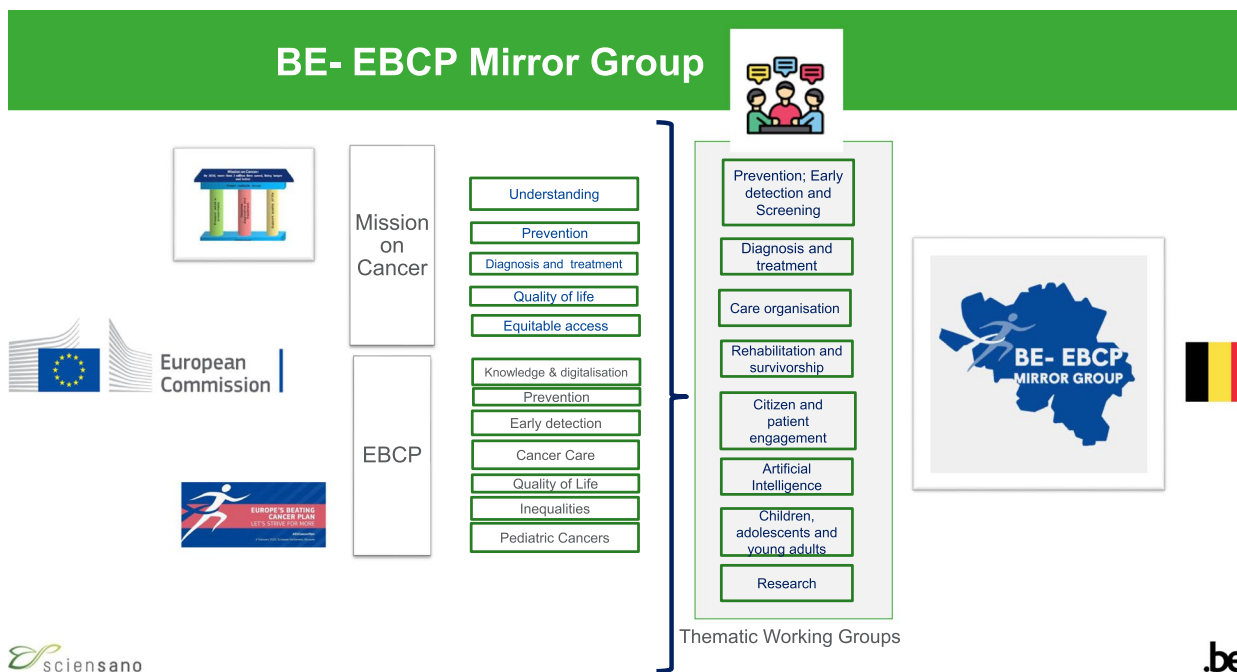 BE- EBCP Mirror Group
Mission on Cancer:
Mission
on
Cancer
Understanding
Prevention
Diagnosis and treatment
Quality of life
Equitable access
European
Commission
EBCP
Knowledge & digitalisation
Prevention
Early detection
Cancer Care
Quality of Life
Inequalities
Pediatric Cancers
EUROPE'S BEATING
CANCER PLAN
LET'S STRIVE FOR MORE
Prevention; Early
detection and
Screening
Diagnosis and
treatment
Care organisation
Rehabilitation and
survivorship
Citizen and
patient
engagement
Artificial
Intelligence
Children,
adolescents and
young adults
Research
Thematic Working Groups
BE- EBCP
MIRROR GROUP
sciensano
.be